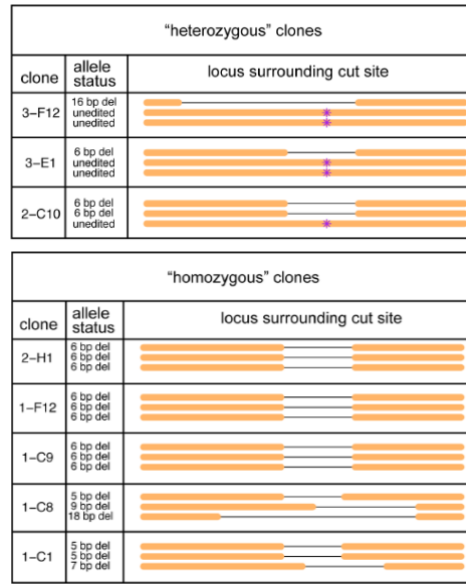 “heterozygous” clones
clone allele status locus surrounding cut site
3–F12 16 bp del
unedited
unedited
3–E1 6 bp del
unedited
unedited
2–C10 6 bp del
6 bp del
unedited
“homozygous” clones
clone allele status locus surrounding cut site
2–H1 6 bp del
6 bp del
6 bp del
1–F12 6 bp del
6 bp del
6 bp del
1–C9 6 bp del
6 bp del
6 bp del
1–C8 5 bp del
9 bp del
18 bp del
1–C1 5 bp del
5 bp del
7 bp del